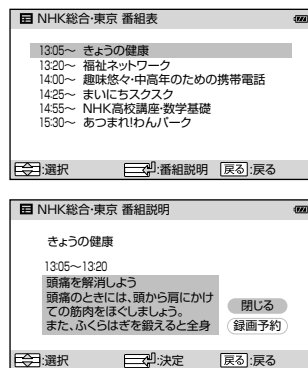 NHK総合・東京 番組表
13:05～ きょうの健康
13:20～ 福祉ネットワーク
14:00～ 趣味悠々・中高年のための携帯電話
14:25～ まいにちスクスク
14:55～ NHK高校講座・数学基礎
15:30～ あつまれ!わんパーク
:選択 :番組説明 戻る:戻る
NHK総合・東京 番組説明
きょうの健康
13:05～13:20
頭痛を解消しよう
頭痛のときには、頭から肩にかけ
ての筋肉をほぐしましょう。
また、ふくらはぎを鍛えると全身
閉じる
録画予約
:選択 :決定 戻る:戻る